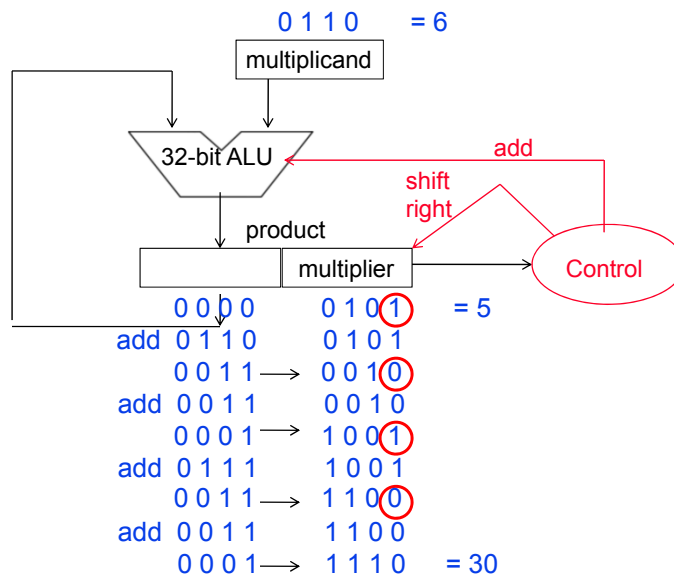 0 1 1 0 = 6
multiplicand
32-bit ALU
add
shift
right
product
multiplier
Control
0 0 0 0 0 1 0 1 = 5
add 0 1 1 0 0 1 0 1
0 0 1 1 0 0 1 0
add 0 0 1 1 0 0 1 0
0 0 0 1 1 0 0 1
add 0 1 1 1 1 0 0 1
0 0 1 1 1 1 0 0
add 0 0 1 1 1 1 0 0
0 0 0 1 1 1 1 0 = 30